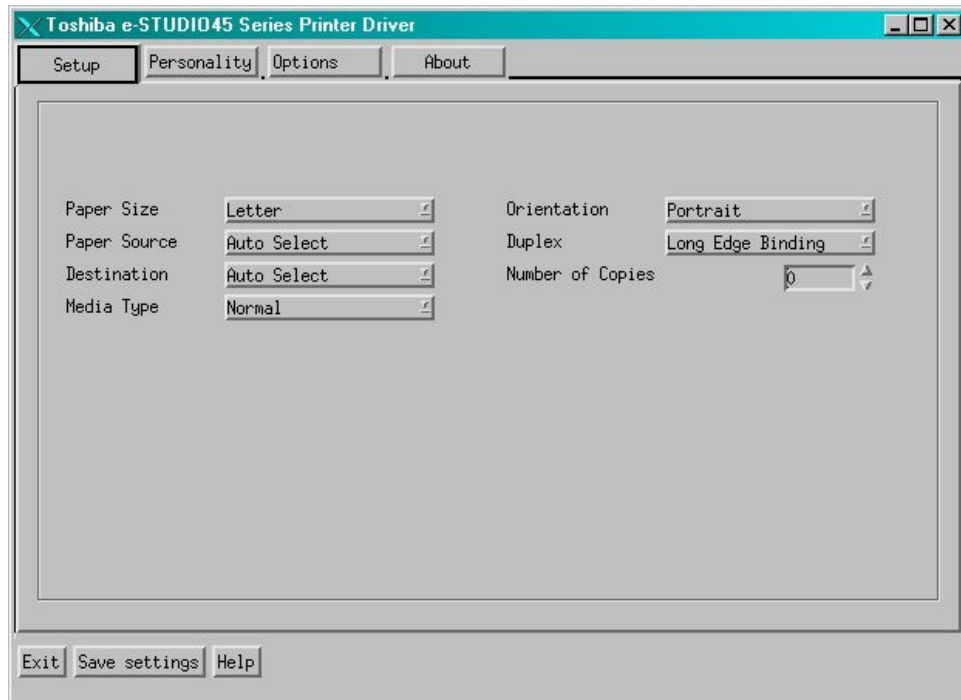 Toshiba e-STUDIO45 Series Printer Driver
Setup Personality Options About
Paper Size Letter Orientation Portrait
Paper Source Auto Select Duplex Long Edge Binding
Destination Auto Select Number of Copies 0
Media Type Normal
Exit Save settings Help